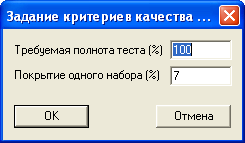 Задание критериев качества ...
Требуемая полнота теста (%) 100
Покрытие одного набора (%) 7
OK Отмена